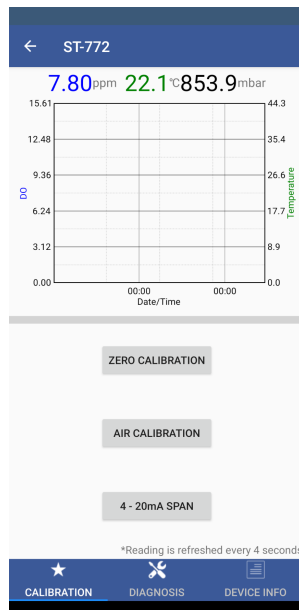 ST-772
7.80ppm 22.1°C853.9mbar
15.61 44.3
12.48 35.4
9.36 26.6
6.24 17.7
3.12 8.9
0.00 0.0
DO
Temperature
00:00 00:00
Date/Time
ZERO CALIBRATION
AIR CALIBRATION
4 - 20mA SPAN
*Reading is refreshed every 4 seconds
CALIBRATION DIAGNOSIS DEVICE INFO